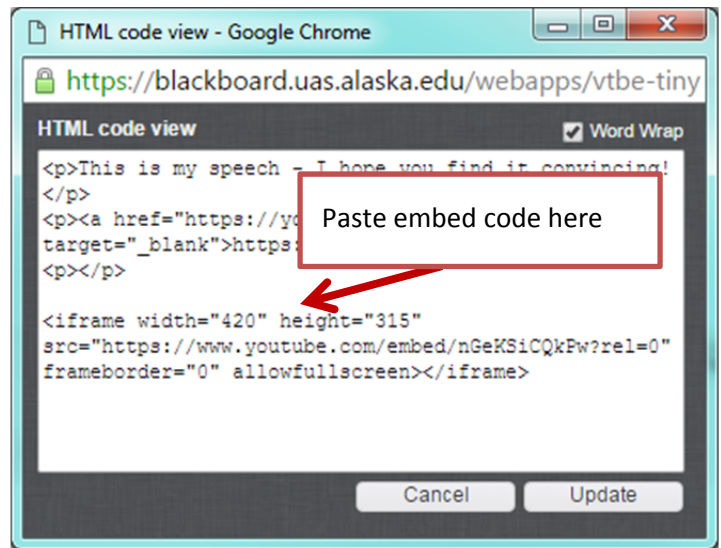 HTML code view - Google Chrome
https://blackboard.uas.alaska.edu/webapps/vtbe-tiny
HTML code view
Word Wrap
<p>This is my speech - I hope you find it convincing!
</p>
<p><a href="https://yo
target="_blank">https:
<p></p>
Paste embed code here
<iframe width="420" height="315"
src="https://www.youtube.com/embed/nGeKSiCQkPw?rel=0"
frameborder="0" allowfullscreen></iframe>
Cancel
Update